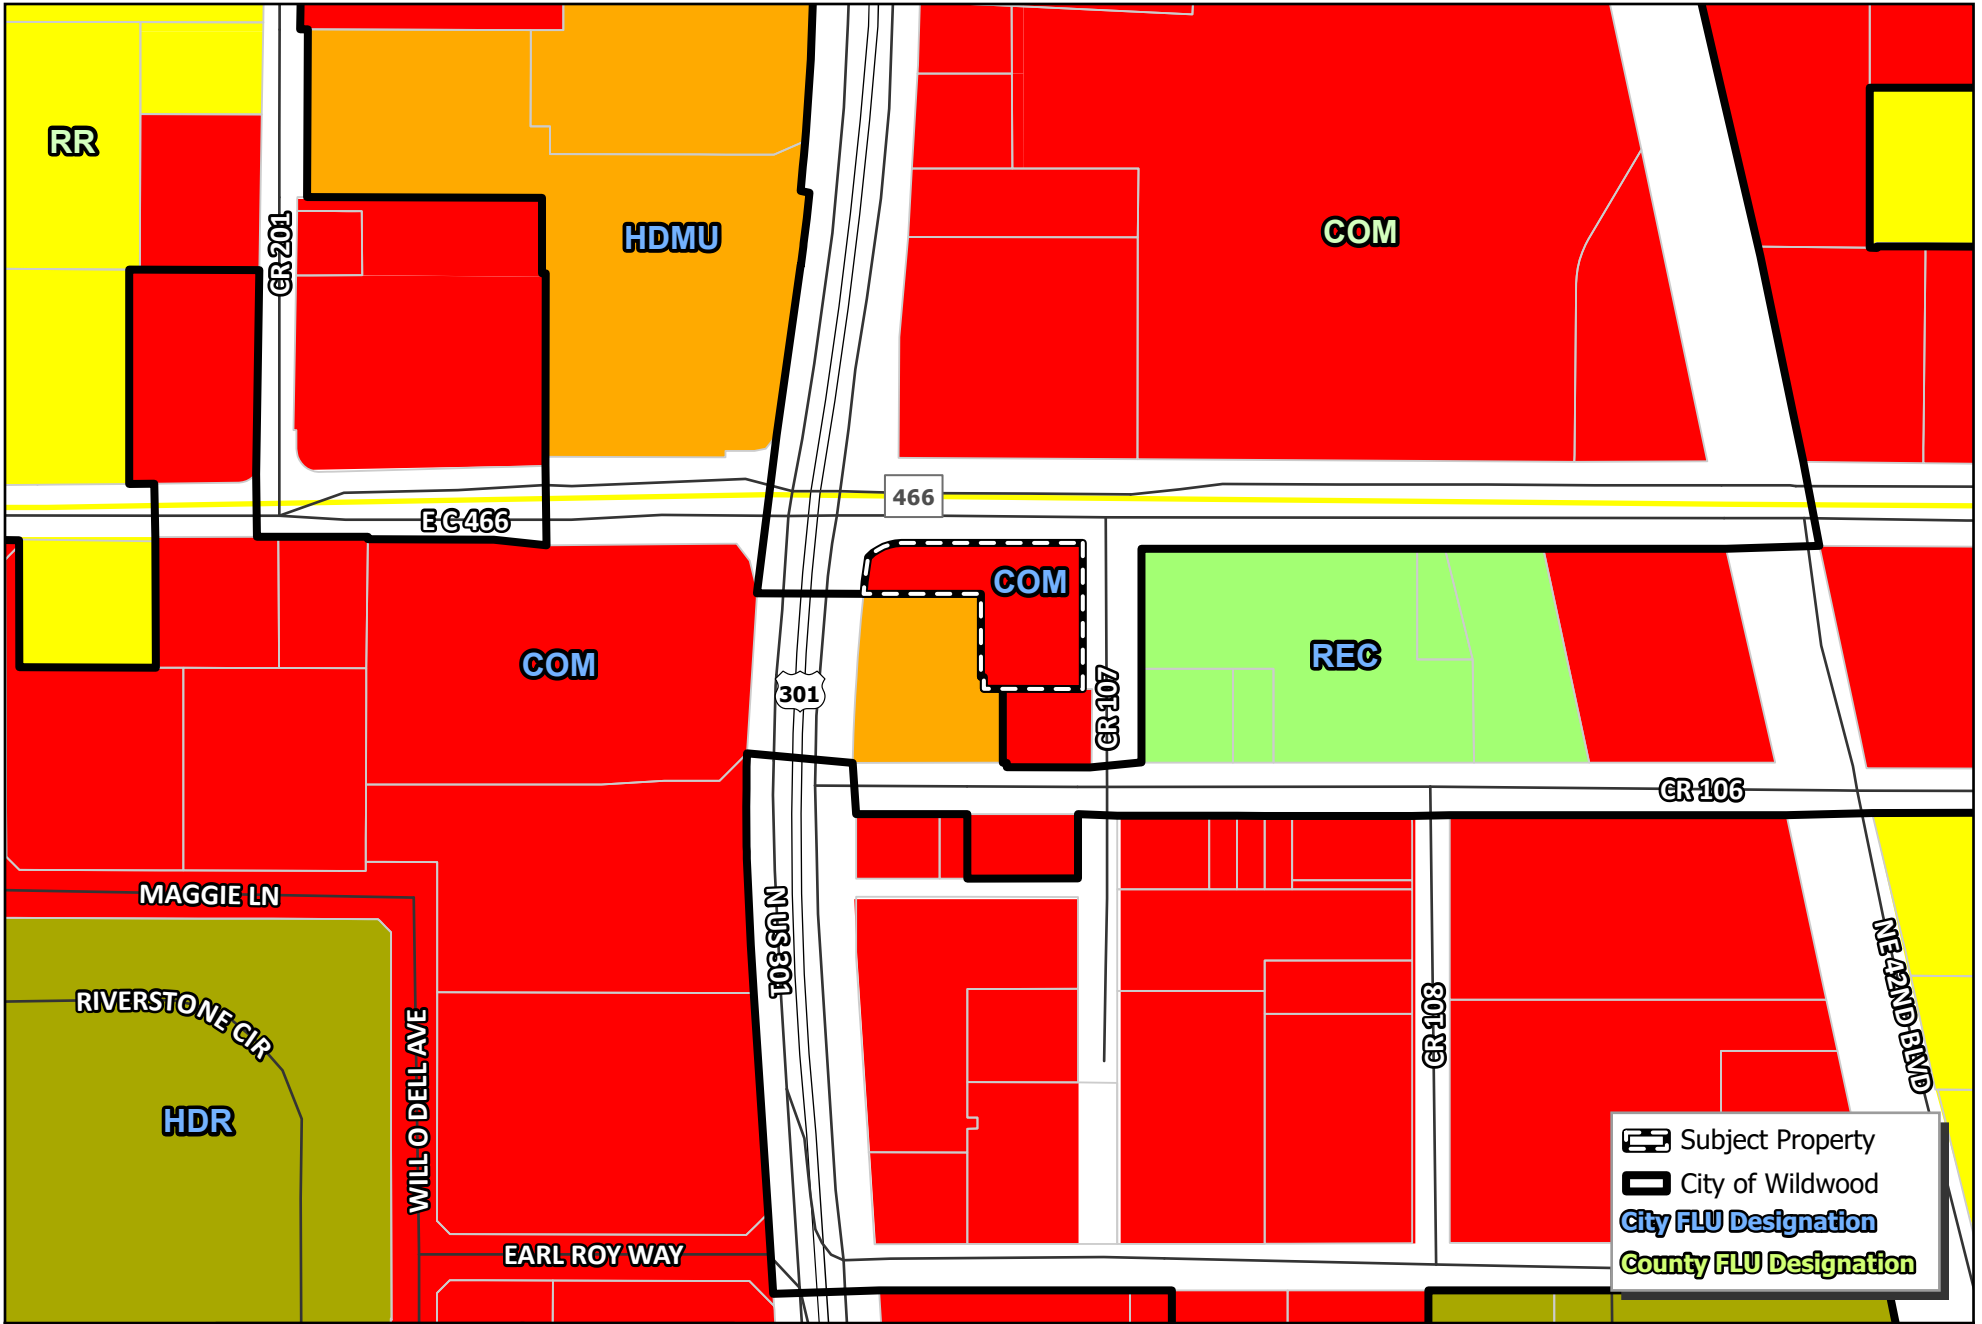 RR
CR 201
HDMU
COM
466
E C 466
COM
COM
REC
301
CR 107
CR 106
MAGGIE LN
N US 301
RIVERSTONE CIR
WILL O DELL AVE
CR 108
NE 42ND BLVD
HDR
EARL ROY WAY
Subject Property
City of Wildwood
City FLU Designation
County FLU Designation